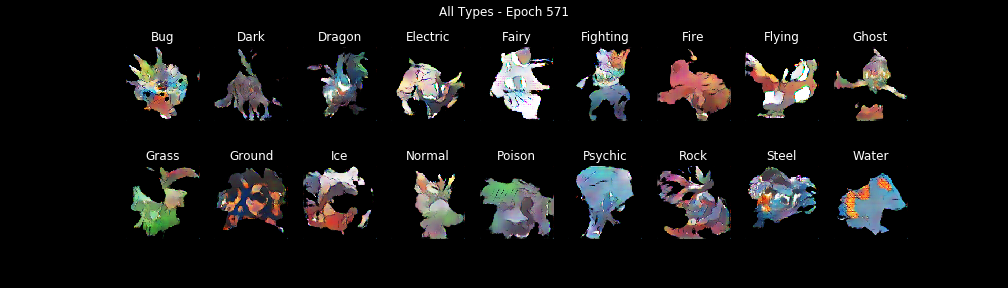 All Types - Epoch 571
Bug Dark Dragon Electric Fairy Fighting Fire Flying Ghost
Grass Ground Ice Normal Poison Psychic Rock Steel Water